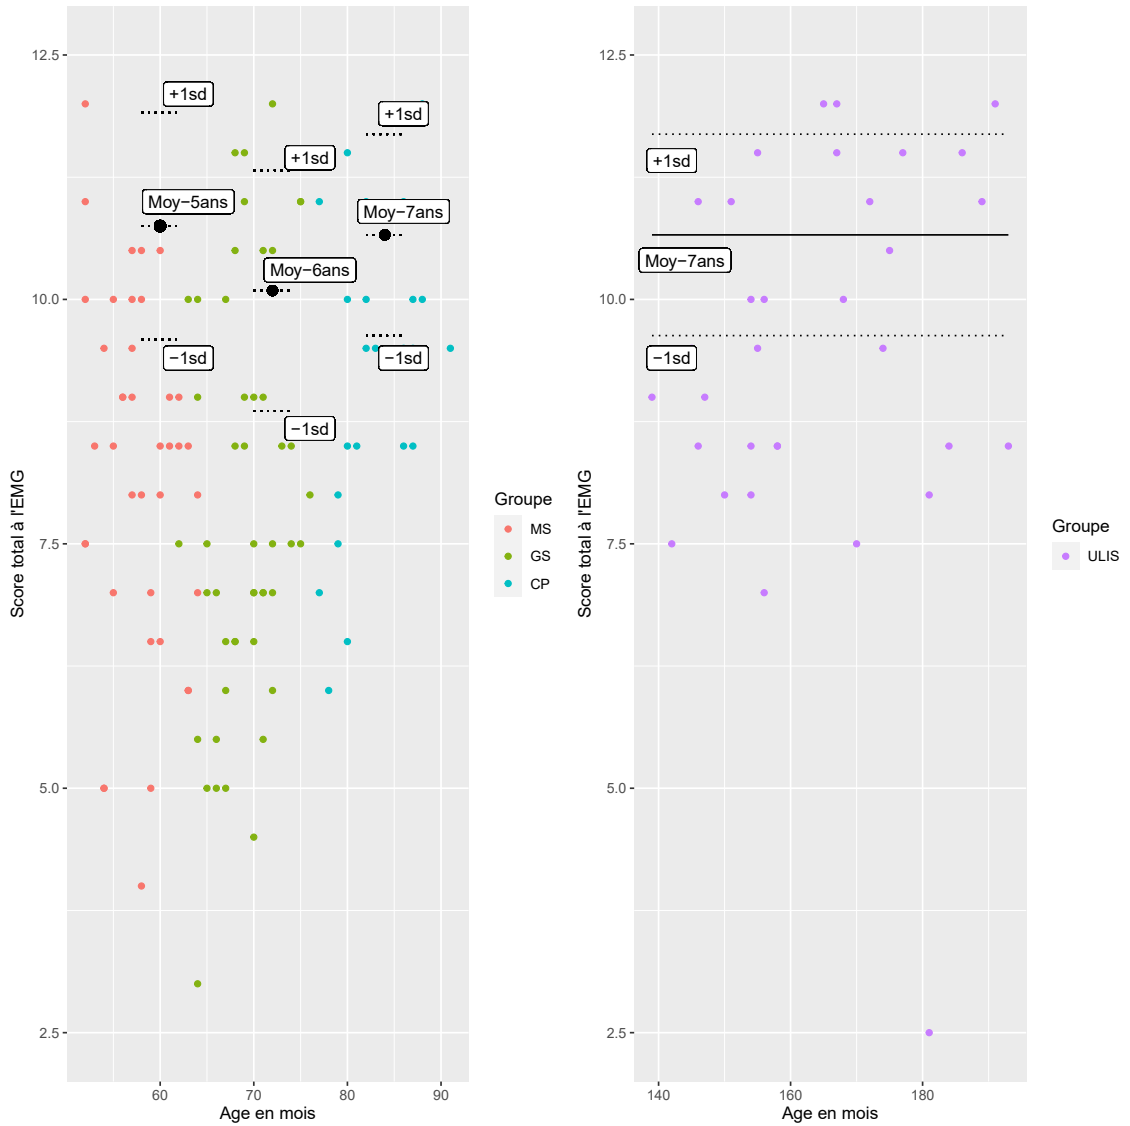 12.5
10.0
7.5
5.0
2.5
Score total à l'EMG
60
70
80
90
Age en mois
+1sd
Moy−5ans
−1sd
+1sd
Moy−6ans
−1sd
+1sd
Moy−7ans
−1sd
Groupe
MS
GS
CP
12.5
10.0
7.5
5.0
2.5
Score total à l'EMG
140
160
180
Age en mois
+1sd
Moy−7ans
−1sd
Groupe
ULIS